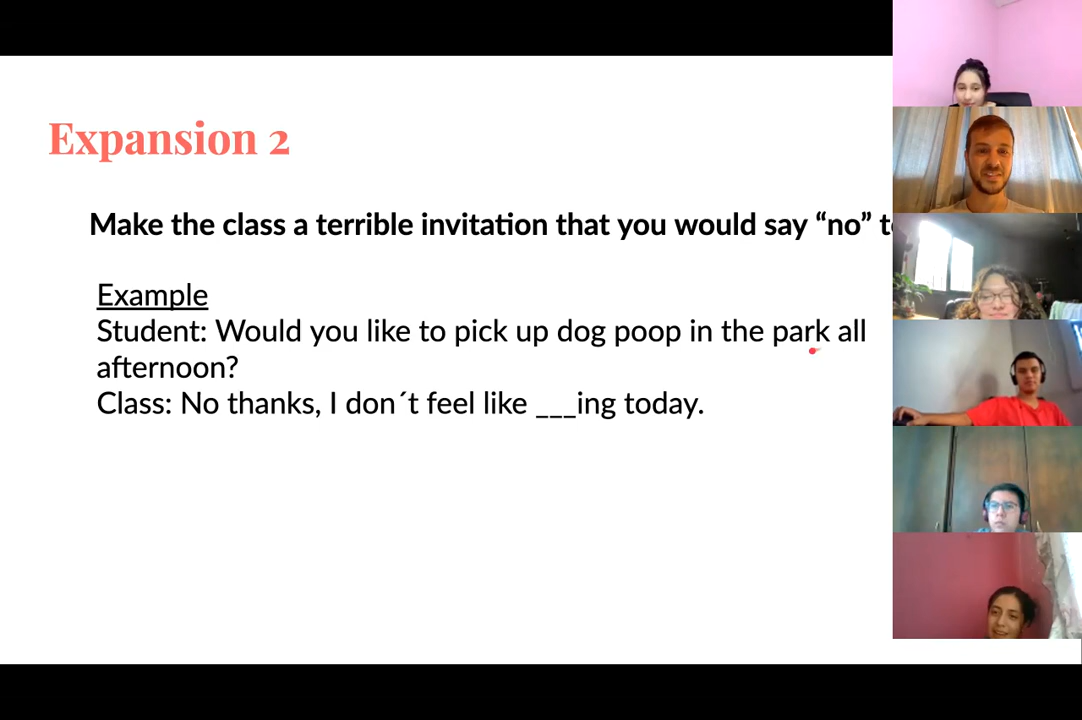 Expansion 2
Make the class a terrible invitation that you would say “no” t
Example
Student: Would you like to pick up dog poop in the park all
afternoon?
Class: No thanks, I don´t feel like ___ing today.